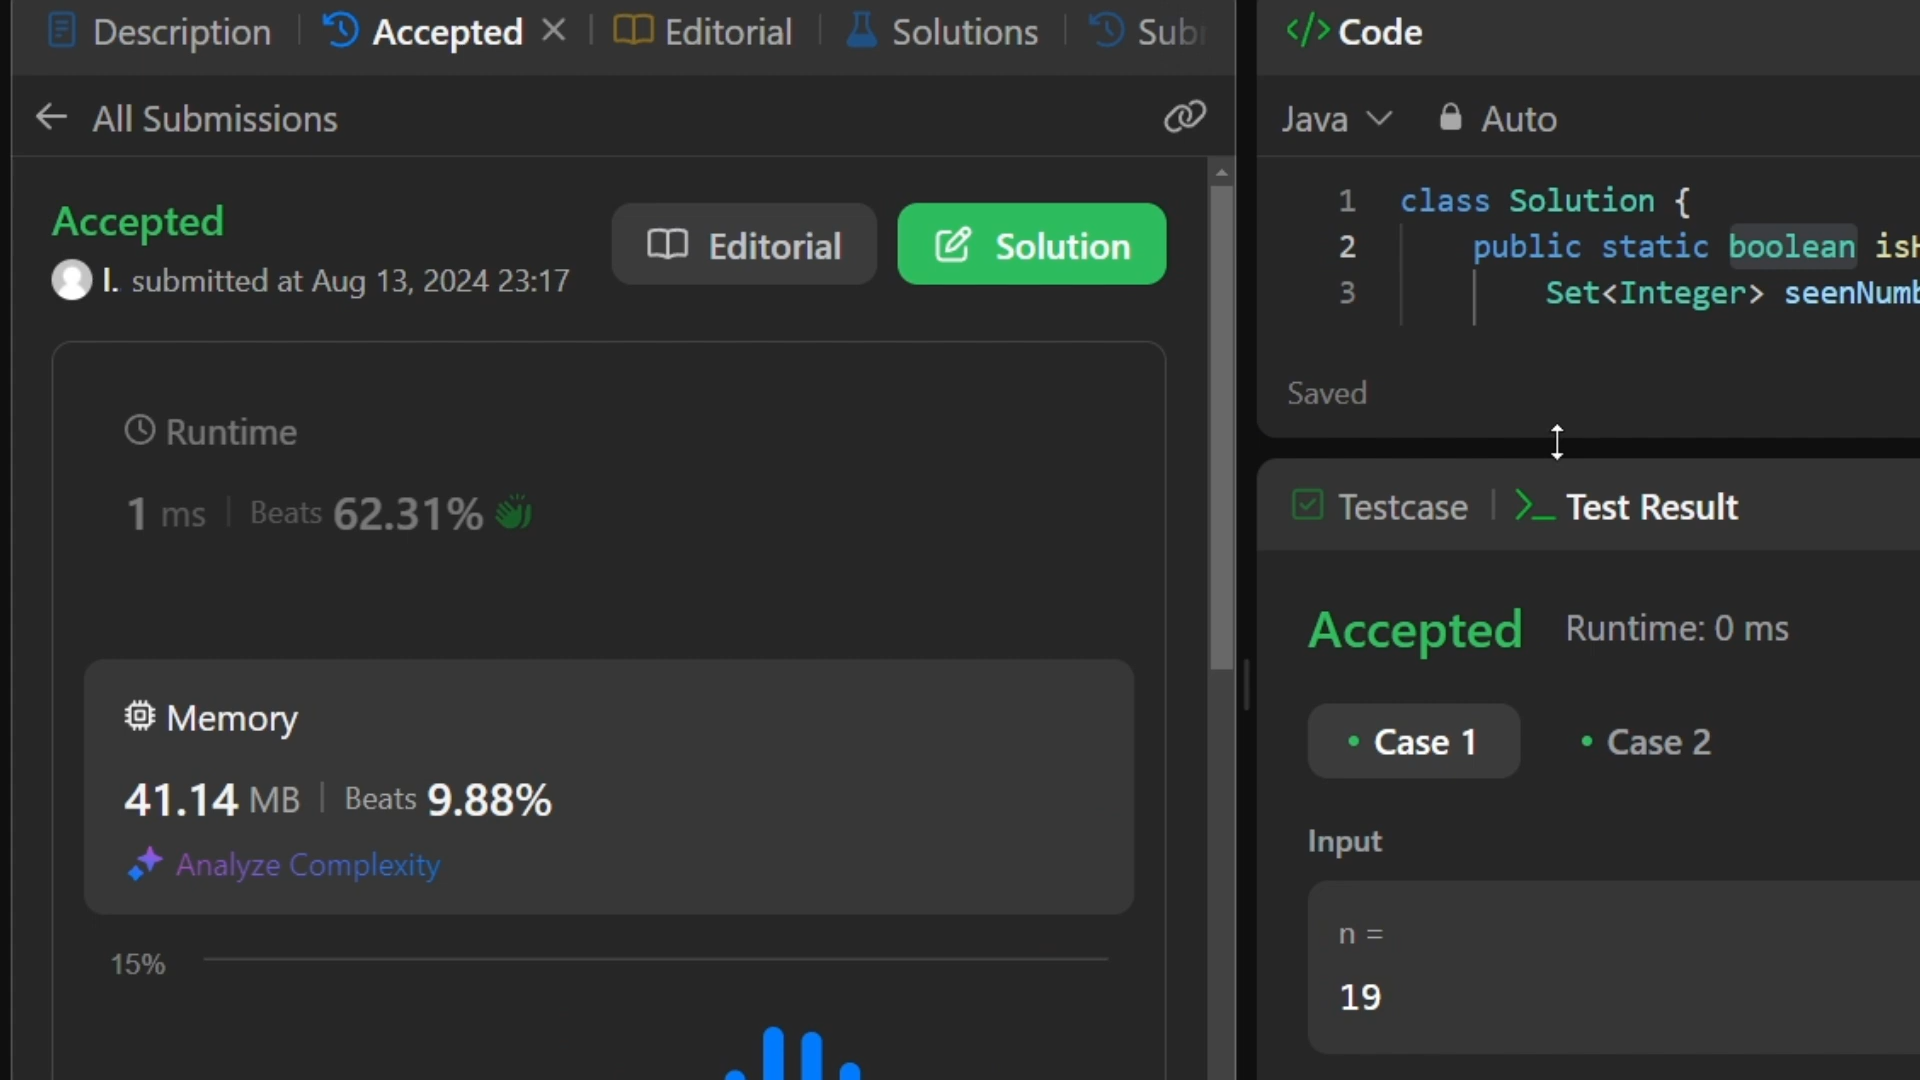 Description
Accepted
Editorial
Solutions
Sub
All Submissions
Accepted
Editorial
Solution
l. submitted at Aug 13, 2024 23:17
Runtime
1 ms | Beats 62.31%
Memory
41.14 MB | Beats 9.88%
Analyze Complexity
15%
</> Code
Java
Auto
1 class Solution {
2 public static boolean isH
3 Set<Integer> seenNumb
Saved
Testcase
>_ Test Result
Accepted Runtime: 0 ms
• Case 1
• Case 2
Input
n =
19